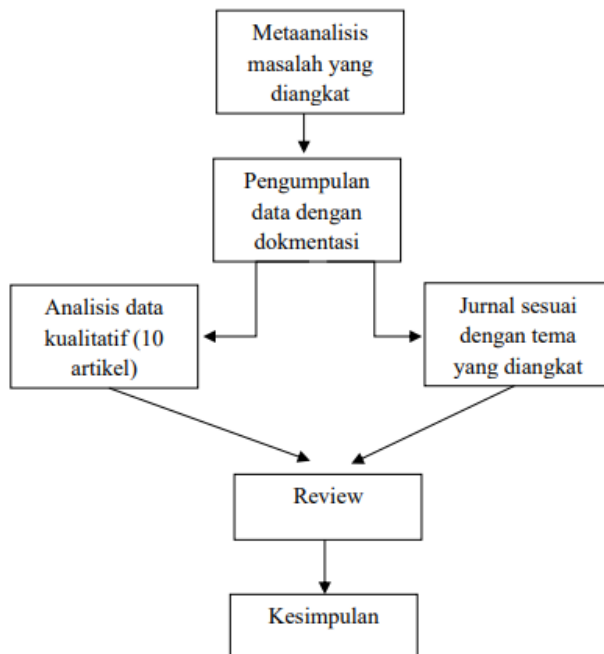 Metaanalisis
masalah yang
diangkat
Pengumpulan
data dengan
dokmentasi
Analisis data
kualitatif (10
artikel)
Jurnal sesuai
dengan tema
yang diangkat
Review
Kesimpulan